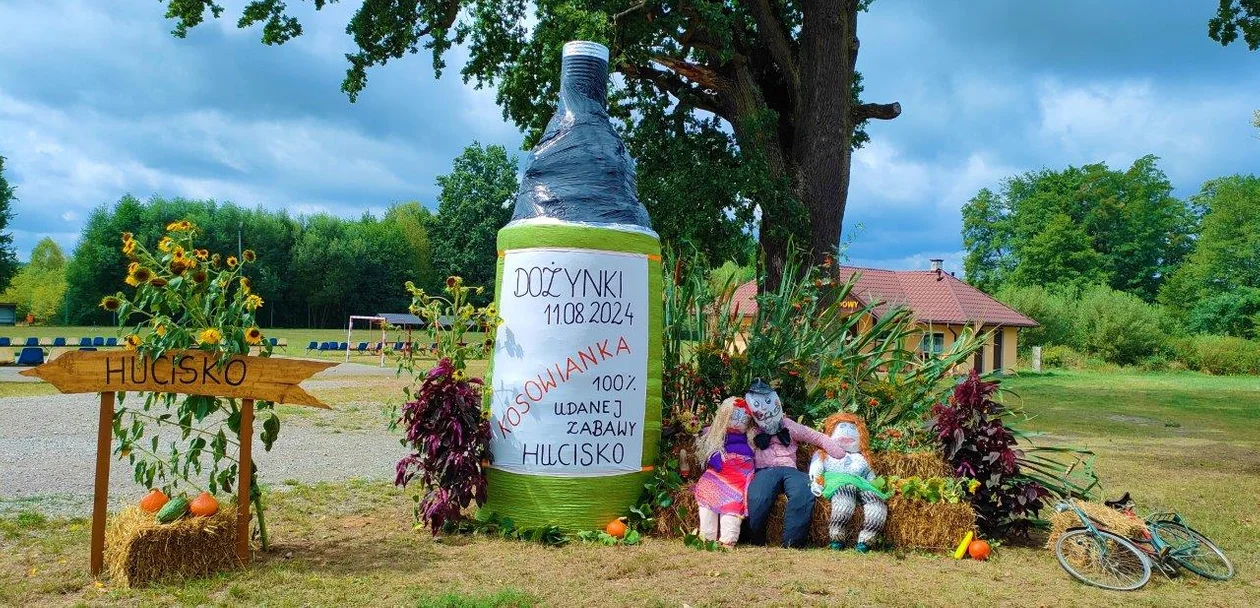 HUCISKO
DOŻYNKI
11.08.2024
KOSOWIANKA
100%
UDANEJ
ZABAWY
HUCISKO